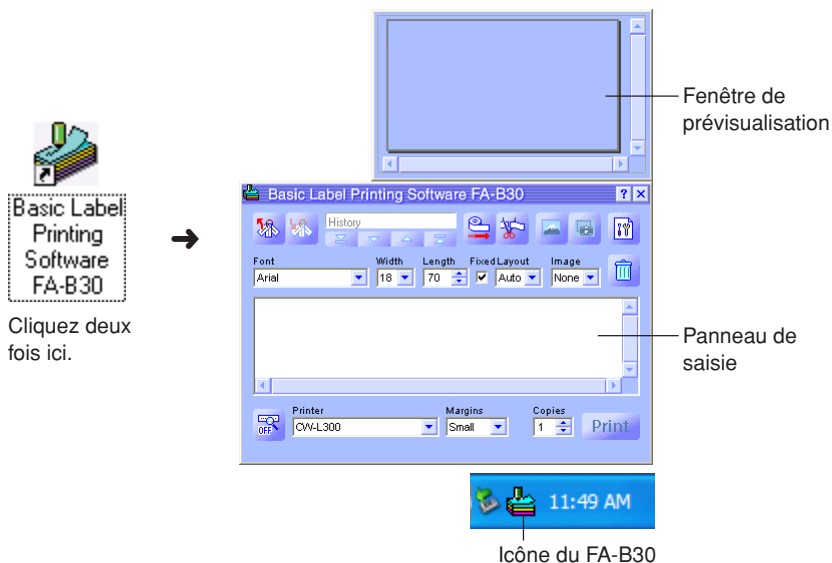 Fenêtre de
prévisualisation
Basic Label
Printing
Software
FA-B30
Cliquez deux
fois ici.
Basic Label Printing Software FA-B30
History
Font Width Length Fixed Layout Image
Arial 18 70 Auto None
Panneau de
saisie
Printer Margins Copies
OFF CW-L300 Small 1 Print
11:49 AM
Icône du FA-B30